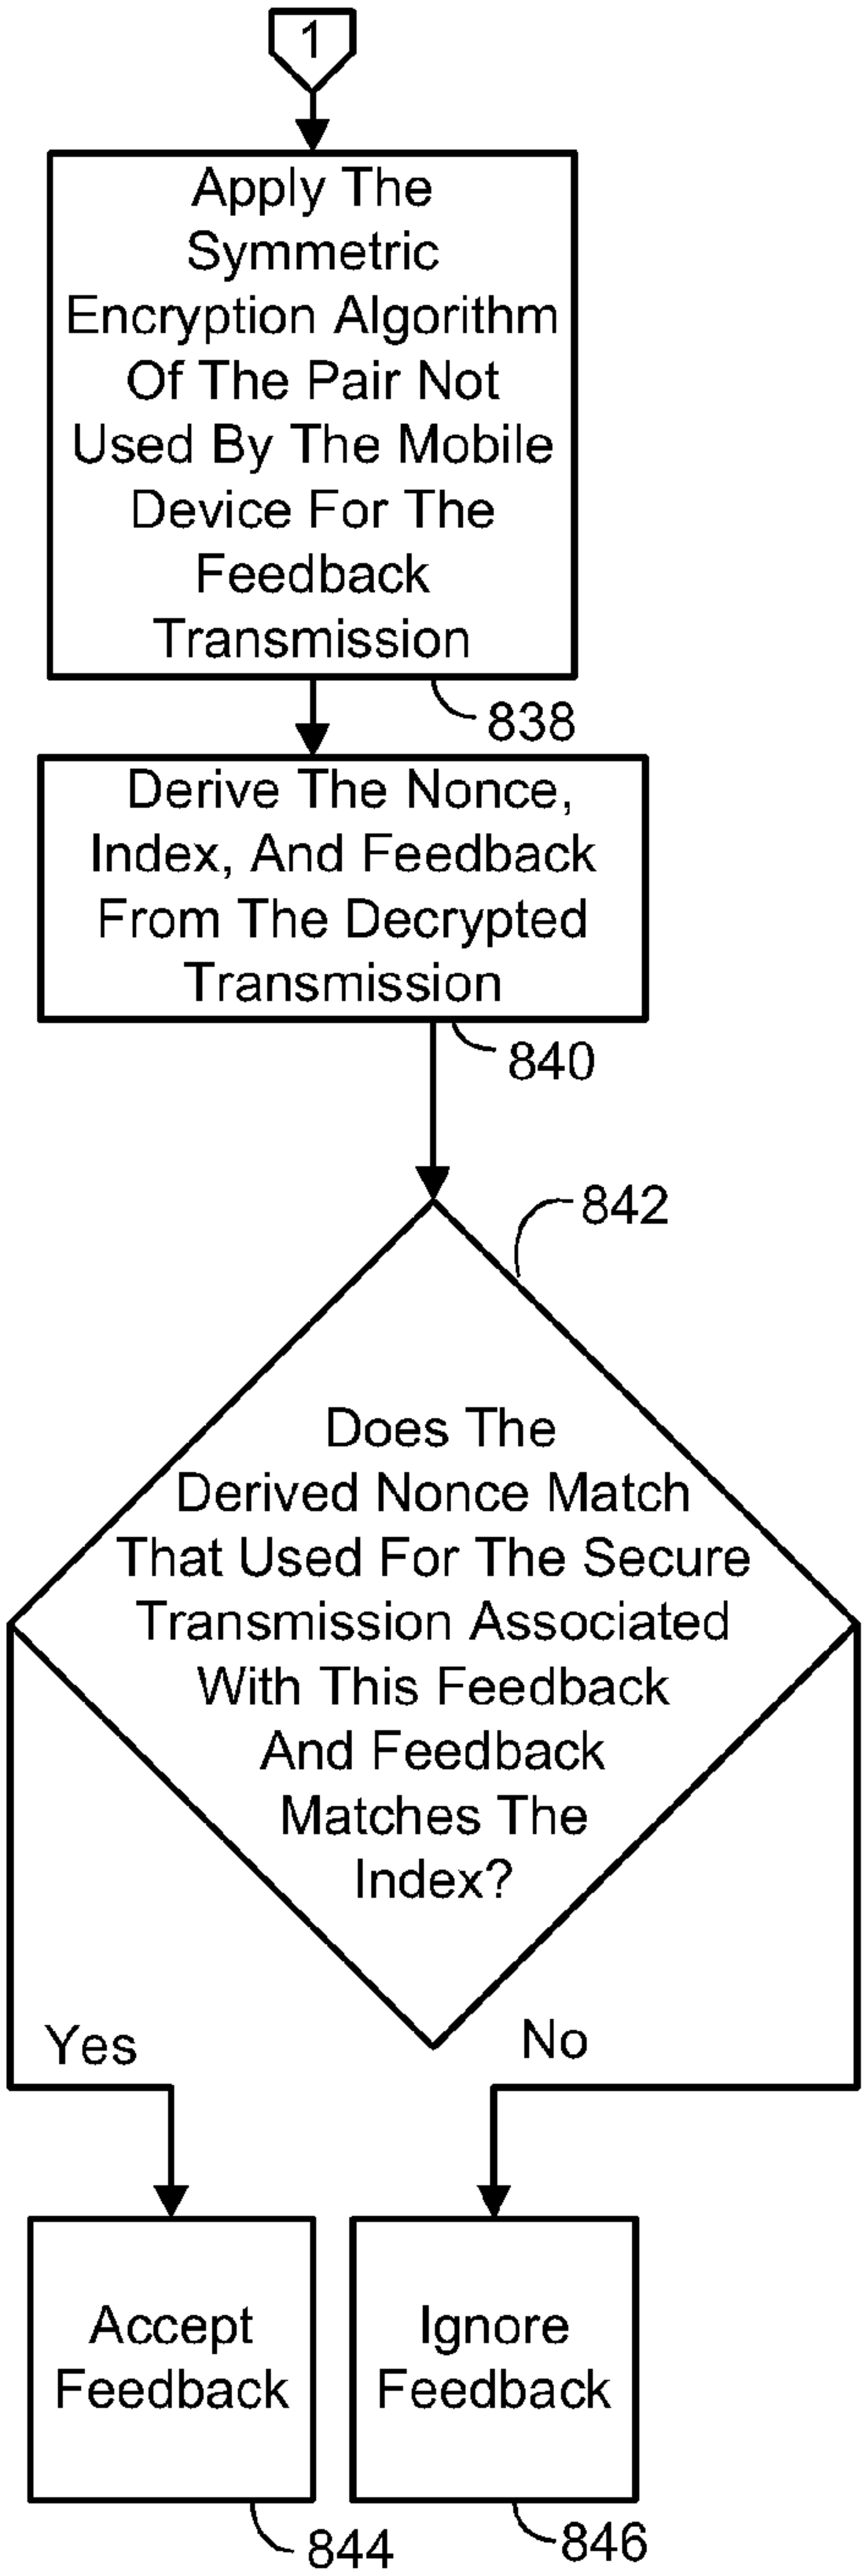 1
Apply The
Symmetric
Encryption Algorithm
Of The Pair Not
Used By The Mobile
Device For The
Feedback
Transmission
838
Derive The Nonce,
Index, And Feedback
From The Decrypted
Transmission
840
842
Does The
Derived Nonce Match
That Used For The Secure
Transmission Associated
With This Feedback
And Feedback
Matches The
Index?
Yes
No
Accept
Feedback
844
Ignore
Feedback
846